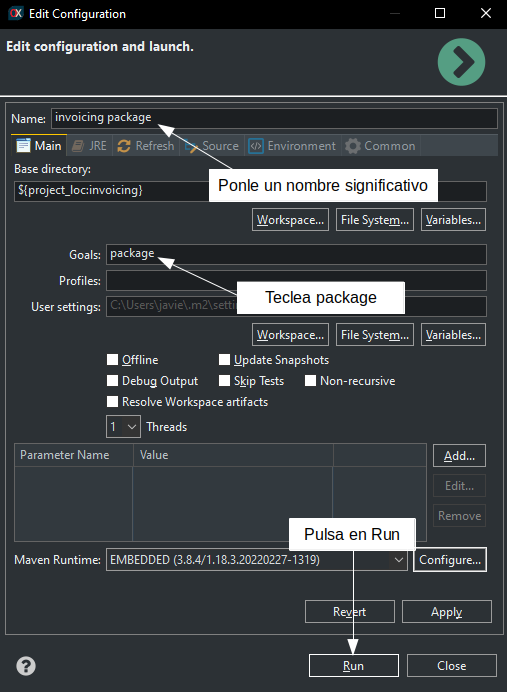 Edit Configuration
Edit configuration and launch.
Name: invoicing package
Main JRE Refresh Source Environment Common
Base directory:
Ponle un nombre significativo
${project_loc:invoicing}
Workspace... File System... Variables...
Goals: package
Profiles:
Teclea package
User settings: C:\Users\javie\.m2\setti
Workspace... File System... Variables...
Offline Update Snapshots
Debug Output Skip Tests Non-recursive
Resolve Workspace artifacts
1 Threads
Parameter Name Value
Add...
Edit...
Remove
Pulsa en Run
Maven Runtime: EMBEDDED (3.8.4/1.18.3.20220227-1319) Configure...
Revert Apply
? Run Close